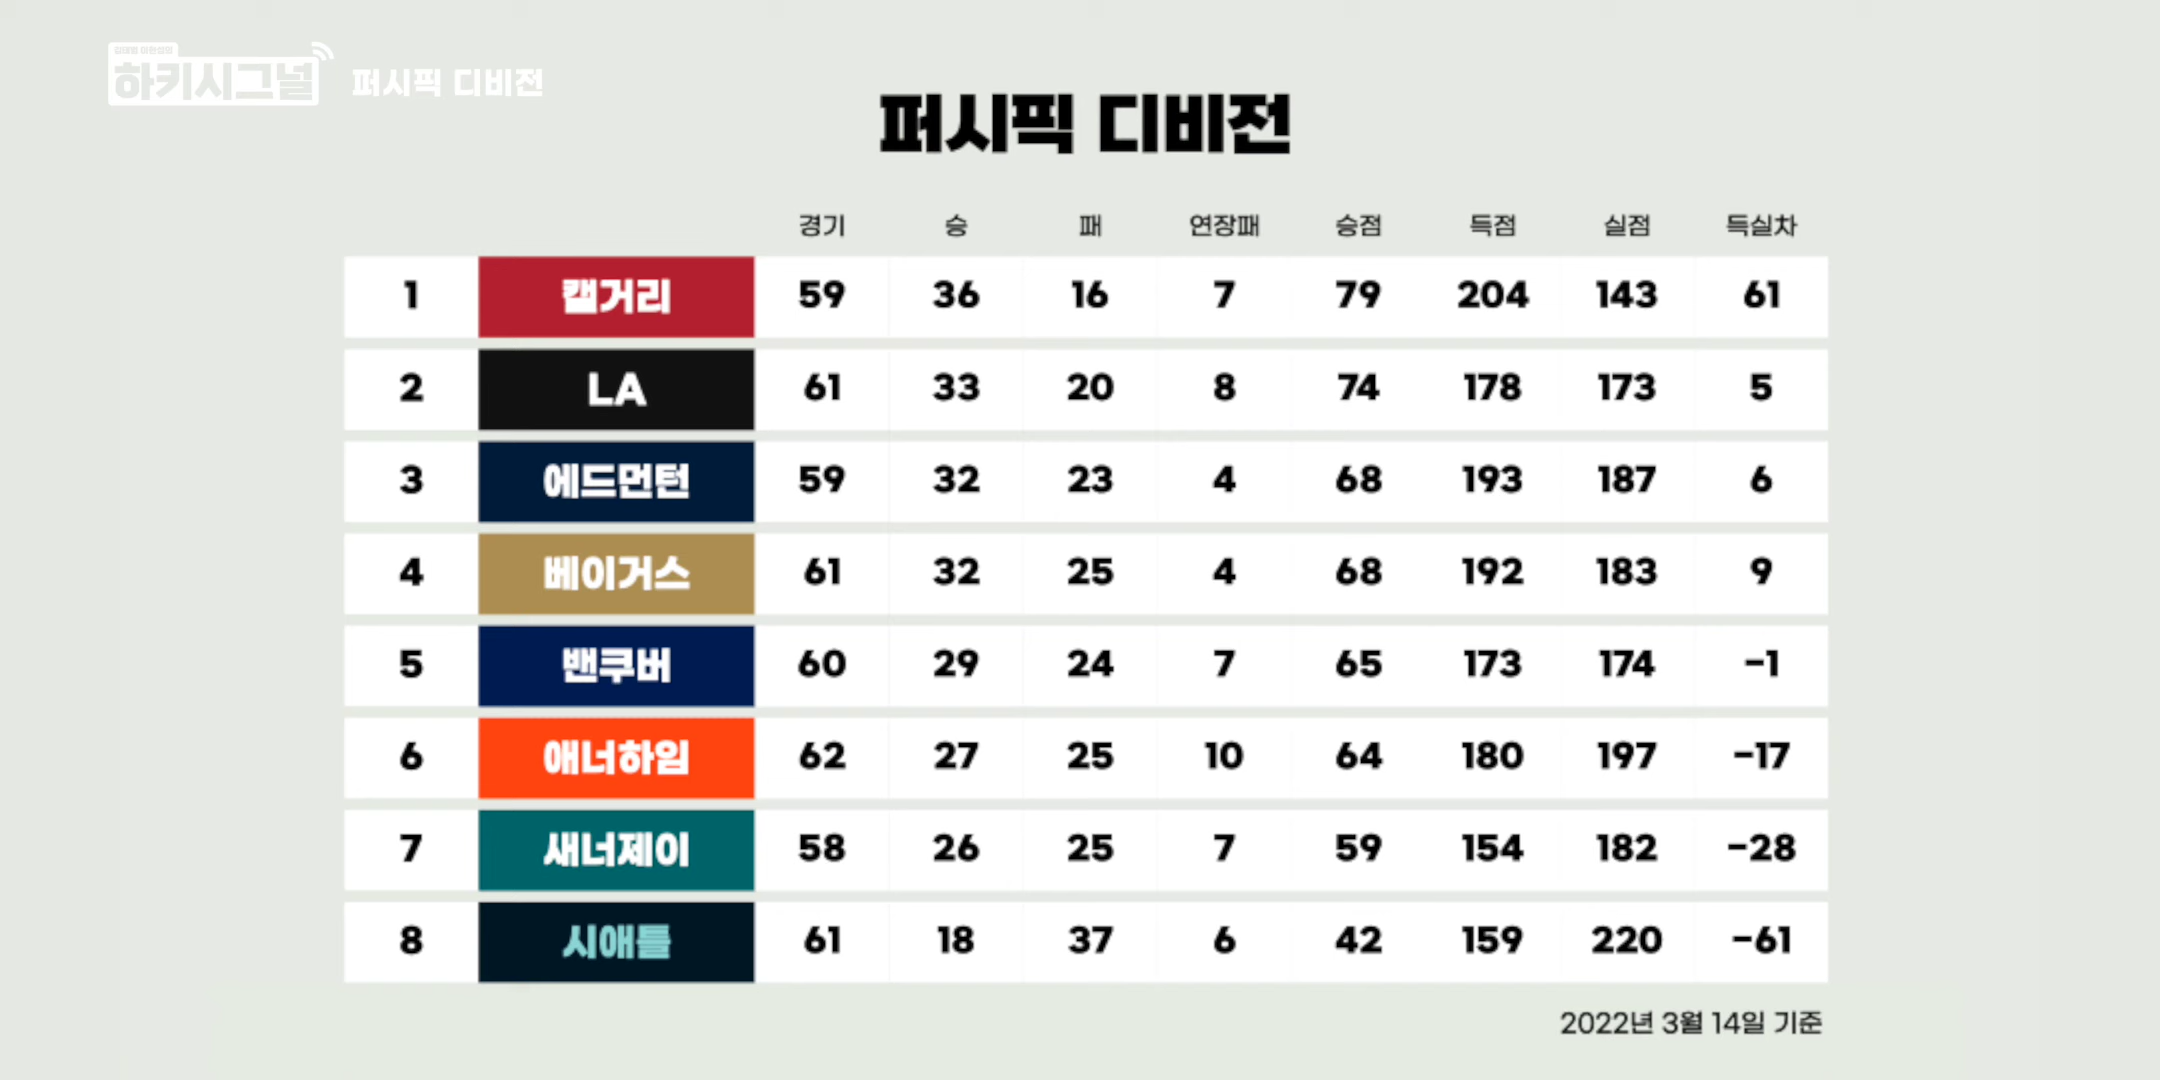 김태범 이한성의
하키시그널
퍼시픽 디비전
퍼시픽 디비전
경기 승 패 연장패 승점 득점 실점 득실차
1 캘거리 59 36 16 7 79 204 143 61
2 LA 61 33 20 8 74 178 173 5
3 에드먼턴 59 32 23 4 68 193 187 6
4 베이거스 61 32 25 4 68 192 183 9
5 밴쿠버 60 29 24 7 65 173 174 -1
6 애너하임 62 27 25 10 64 180 197 -17
7 새너제이 58 26 25 7 59 154 182 -28
8 시애틀 61 18 37 6 42 159 220 -61
2022년 3월 14일 기준